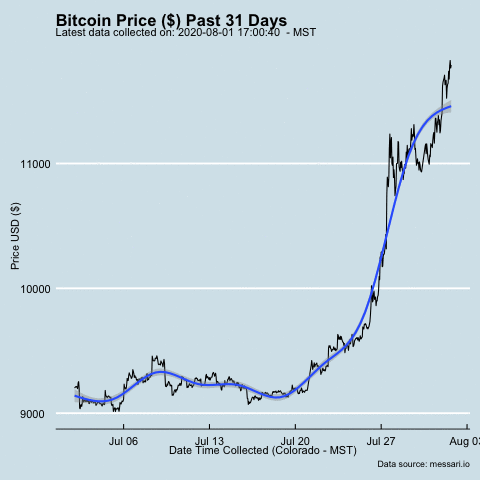 Bitcoin Price ($) Past 31 Days
Latest data collected on: 2020-08-01 17:00:40 - MST
11000
10000
9000
Price USD ($)
Jul 06 Jul 13 Jul 20 Jul 27 Aug 03
Date Time Collected (Colorado - MST)
Data source: messari.io